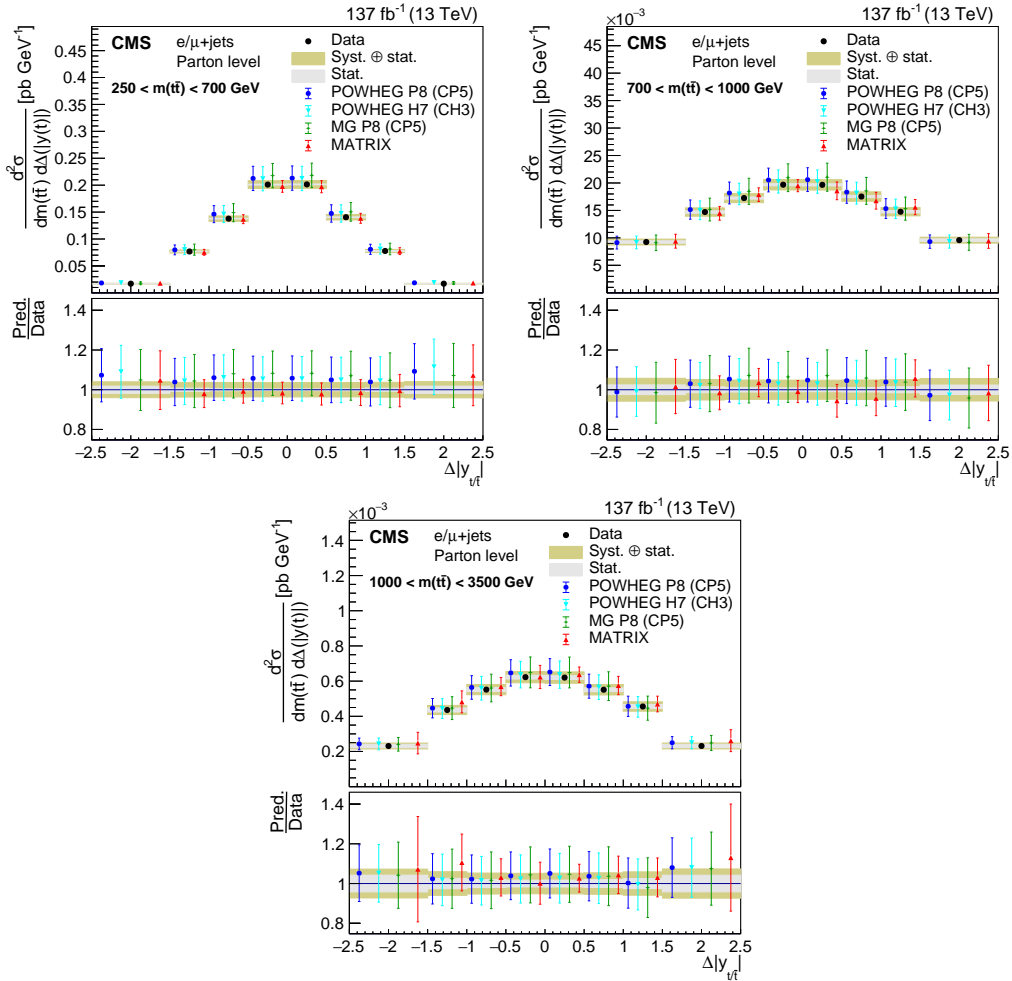 137 fb⁻¹ (13 TeV)
CMS
e/μ+jets
Parton level
250 < m(tt̄) < 700 GeV
Data
Syst. ⊕ stat.
Stat.
POWHEG P8 (CP5)
POWHEG H7 (CH3)
MG P8 (CP5)
MATRIX
d²σ / dm(tt̄) dΔ(|y(t)|) [pb GeV⁻¹]
0.45
0.4
0.35
0.3
0.25
0.2
0.15
0.1
0.05
Pred.
Data
1.4
1.2
1
0.8
−2.5 −2 −1.5 −1 −0.5 0 0.5 1 1.5 2 2.5
Δ|y_{t/t̄}|
×10⁻³
137 fb⁻¹ (13 TeV)
CMS
e/μ+jets
Parton level
700 < m(tt̄) < 1000 GeV
Data
Syst. ⊕ stat.
Stat.
POWHEG P8 (CP5)
POWHEG H7 (CH3)
MG P8 (CP5)
MATRIX
d²σ / dm(tt̄) dΔ(|y(t)|) [pb GeV⁻¹]
45
40
35
30
25
20
15
10
5
Pred.
Data
1.4
1.2
1
0.8
−2.5 −2 −1.5 −1 −0.5 0 0.5 1 1.5 2 2.5
Δ|y_{t/t̄}|
×10⁻³
137 fb⁻¹ (13 TeV)
CMS
e/μ+jets
Parton level
1000 < m(tt̄) < 3500 GeV
Data
Syst. ⊕ stat.
Stat.
POWHEG P8 (CP5)
POWHEG H7 (CH3)
MG P8 (CP5)
MATRIX
d²σ / dm(tt̄) dΔ(|y(t)|) [pb GeV⁻¹]
1.4
1.2
1
0.8
0.6
0.4
0.2
Pred.
Data
1.4
1.2
1
0.8
−2.5 −2 −1.5 −1 −0.5 0 0.5 1 1.5 2 2.5
Δ|y_{t/t̄}|